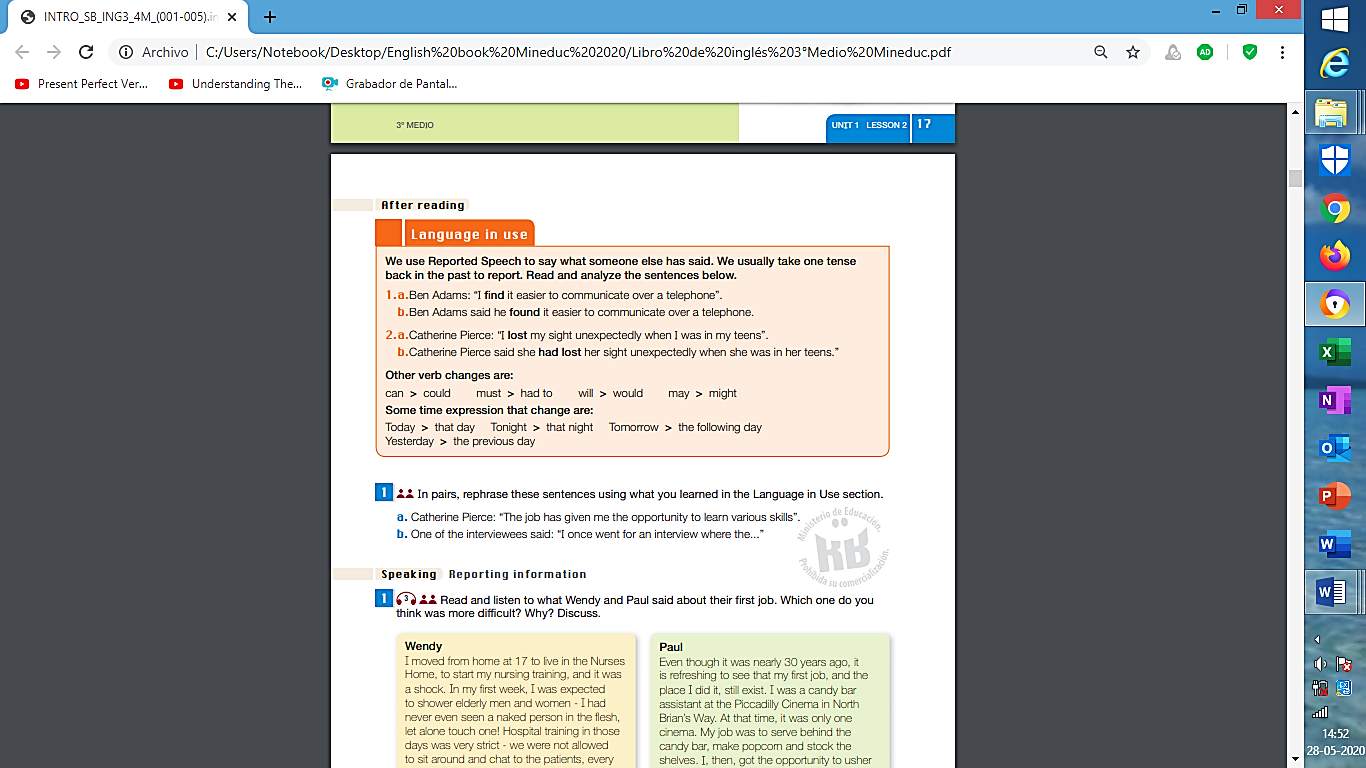 INTRO_SB_ING3_4M_(001-005).in
Archivo
C:/Users/Notebook/Desktop/English%20book%20Mineduc%202020/Libro%20de%20inglés%203°Medio%20Mineduc.pdf
Present Perfect Ver...
Understanding The...
Grabador de Pantal...
3º MEDIO
UNIT 1 LESSON 2
17
After reading
Language in use
We use Reported Speech to say what someone else has said. We usually take one tense
back in the past to report. Read and analyze the sentences below.
1.a.Ben Adams: “I find it easier to communicate over a telephone”.
b.Ben Adams said he found it easier to communicate over a telephone.
2.a.Catherine Pierce: “I lost my sight unexpectedly when I was in my teens”.
b.Catherine Pierce said she had lost her sight unexpectedly when she was in her teens.”
Other verb changes are:
can > could must > had to will > would may > might
Some time expression that change are:
Today > that day Tonight > that night Tomorrow > the following day
Yesterday > the previous day
1 In pairs, rephrase these sentences using what you learned in the Language in Use section.
a. Catherine Pierce: “The job has given me the opportunity to learn various skills”.
b. One of the interviewees said: “I once went for an interview where the...”
Ministerio de Educación.
Prohibida su comercialización.
Speaking Reporting information
1 3 Read and listen to what Wendy and Paul said about their first job. Which one do you
think was more difficult? Why? Discuss.
Wendy
I moved from home at 17 to live in the Nurses
Home, to start my nursing training, and it was
a shock. In my first week, I was expected
to shower elderly men and women - I had
never even seen a naked person in the flesh,
let alone touch one! Hospital training in those
days was very strict - we were not allowed
to sit around and chat to the patients, every
Paul
Even though it was nearly 30 years ago, it
is refreshing to see that my first job, and the
place I did it, still exist. I was a candy bar
assistant at the Piccadilly Cinema in North
Brian's Way. At that time, it was only one
cinema. My job was to serve behind the
candy bar, make popcorn and stock the
shelves. I, then, got the opportunity to usher
14:52
28-05-2020